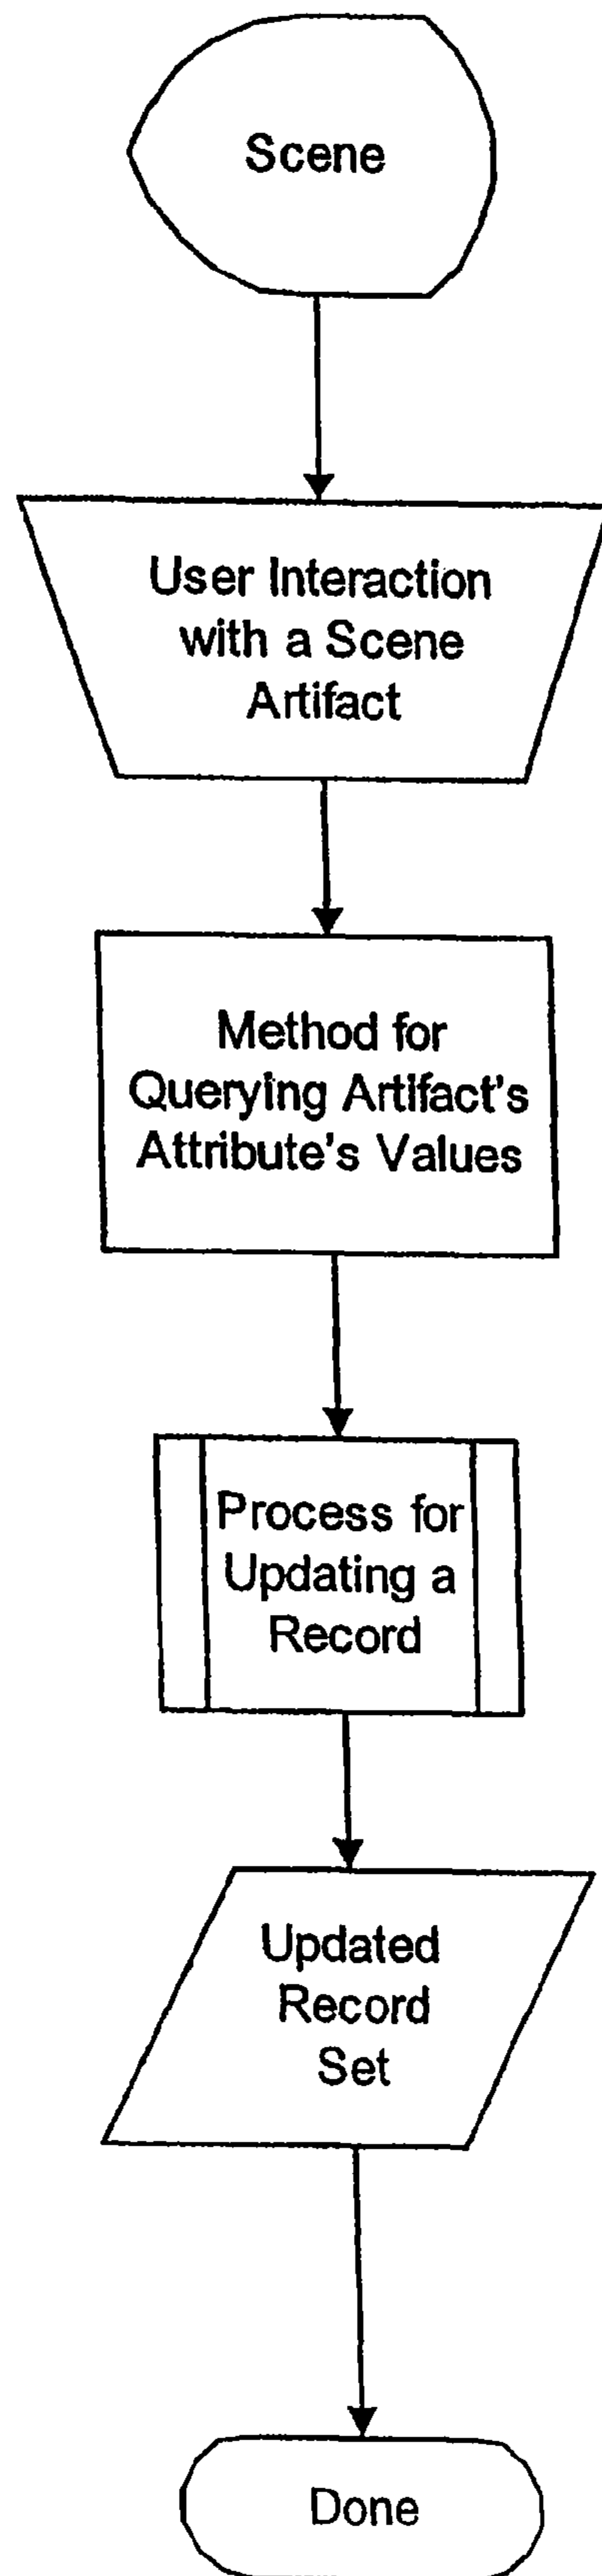 Scene
User Interaction
with a Scene
Artifact
Method for
Querying Artifact's
Attribute's Values
Process for
Updating a
Record
Updated
Record
Set
Done